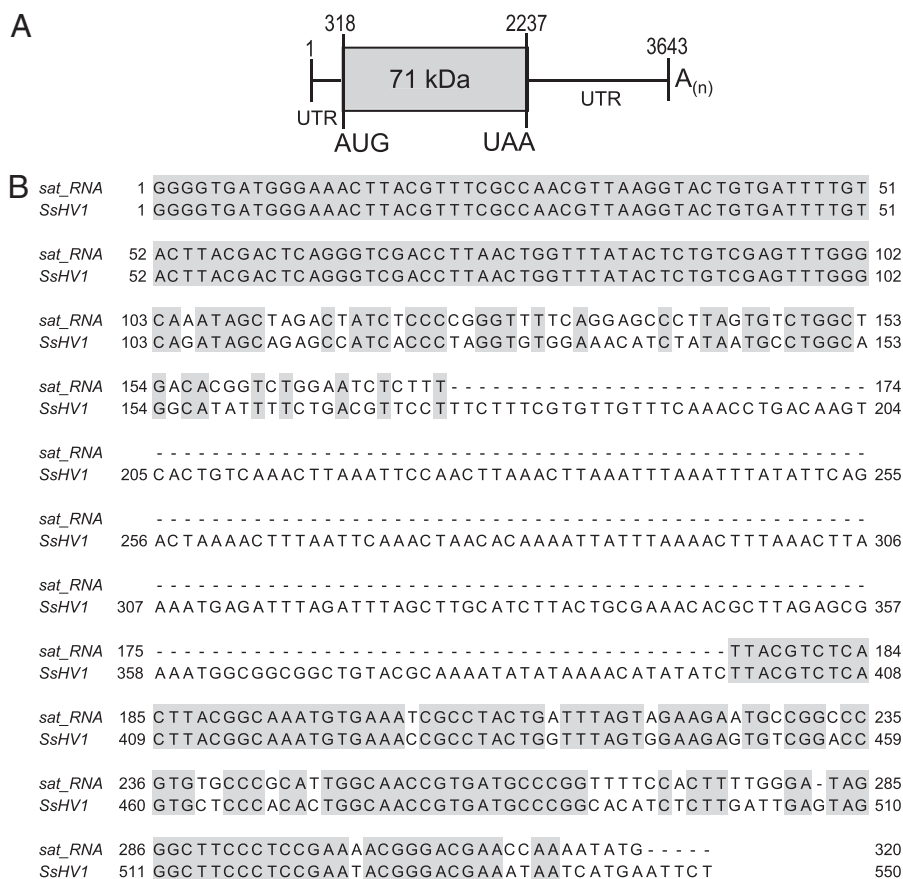 A
318
2237
1
3643
71 kDa
A(n)
UTR
UTR
AUG
UAA
B
sat_RNA 1 GGGGTGATGGGAAACTTACGTTTCGCCAACGTTAAGGTACTGTGATTTTGT 51
SsHV1 1 GGGGTGATGGGAAACTTACGTTTCGCCAACGTTAAGGTACTGTGATTTTGT 51
sat_RNA 52 ACTTACGACTCAGGGTCGACCTTAACTGGTTTATACTCTGTCGAGTTTGGG 102
SsHV1 52 ACTTACGACTCAGGGTCGACCTTAACTGGTTTATACTCTGTCGAGTTTGGG 102
sat_RNA 103 CAAATAGCTAGACTATCTCCCCGGGTTTTCAGGAGCCCTTAGTGTCTGGCT 153
SsHV1 103 CAGATAGCAGAGCCATCACCCTAGGTGTGGAAACATCTATAATGCCTGGCA 153
sat_RNA 154 GACACGGTCTGGAATCTCTTT------------------------------ 174
SsHV1 154 GGCATATTTTCTGACGTTCCTTTCTTTCGTGTTGTTTCAAACCTGACAAGT 204
sat_RNA ---------------------------------------------------
SsHV1 205 CACTGTCAAACTTAAATTCCAACTTAAACTTAAATTTAAATTTATATTCAG 255
sat_RNA ---------------------------------------------------
SsHV1 256 ACTAAAACTTTAATTCAAACTAACACAAAATTATTTAAAACTTTAAACTTA 306
sat_RNA ---------------------------------------------------
SsHV1 307 AAATGAGATTTAGATTTAGCTTGCATCTTACTGCGAAACACGCTTAGAGCG 357
sat_RNA 175 -----------------------------------------TTACGTCTCA 184
SsHV1 358 AAATGGCGGCGGCTGTACGCAAAATATATAAAACATATATCTTACGTCTCA 408
sat_RNA 185 CTTACGGCAAATGTGAAATCGCCTACTGATTTAGTAGAAGAATGCCGGCCC 235
SsHV1 409 CTTACGGCAAATGTGAAACCGCCTACTGGTTTAGTGGAAGAGTGTCGGACC 459
sat_RNA 236 GTGTGCCCGCATTGGCAACCGTGATGCCCGGTTTTCCACTTTTGGGA-TAG 285
SsHV1 460 GTGCTCCCACACTGGCAACCGTGATGCCCGGCACATCTCTTGATTGAGTAG 510
sat_RNA 286 GGCTTCCCTCCGAAAACGGGACGAACCAAAATATG----- 320
SsHV1 511 GGCTTCCCTCCGAATACGGGACGAAATAATCATGAATTCT 550